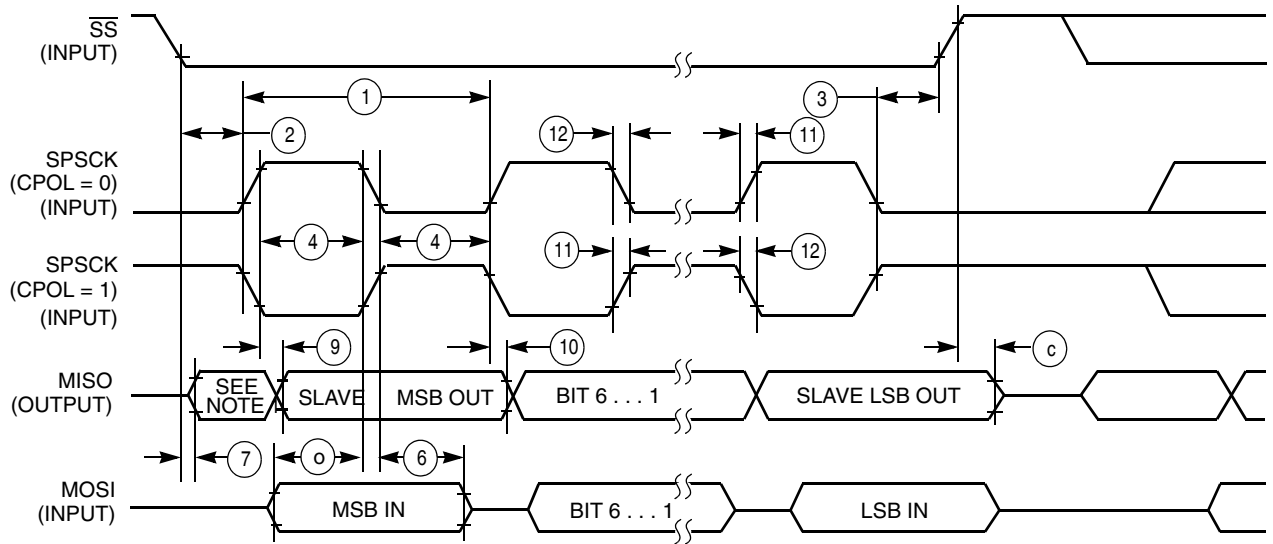 SS
(INPUT)
1
3
2
12
11
SPSCK
(CPOL = 0)
(INPUT)
4
4
11
12
SPSCK
(CPOL = 1)
(INPUT)
9
10
c
MISO
(OUTPUT)
SEE
NOTE
SLAVE
MSB OUT
BIT 6 . . . 1
SLAVE LSB OUT
7
o
6
MOSI
(INPUT)
MSB IN
BIT 6 . . . 1
LSB IN